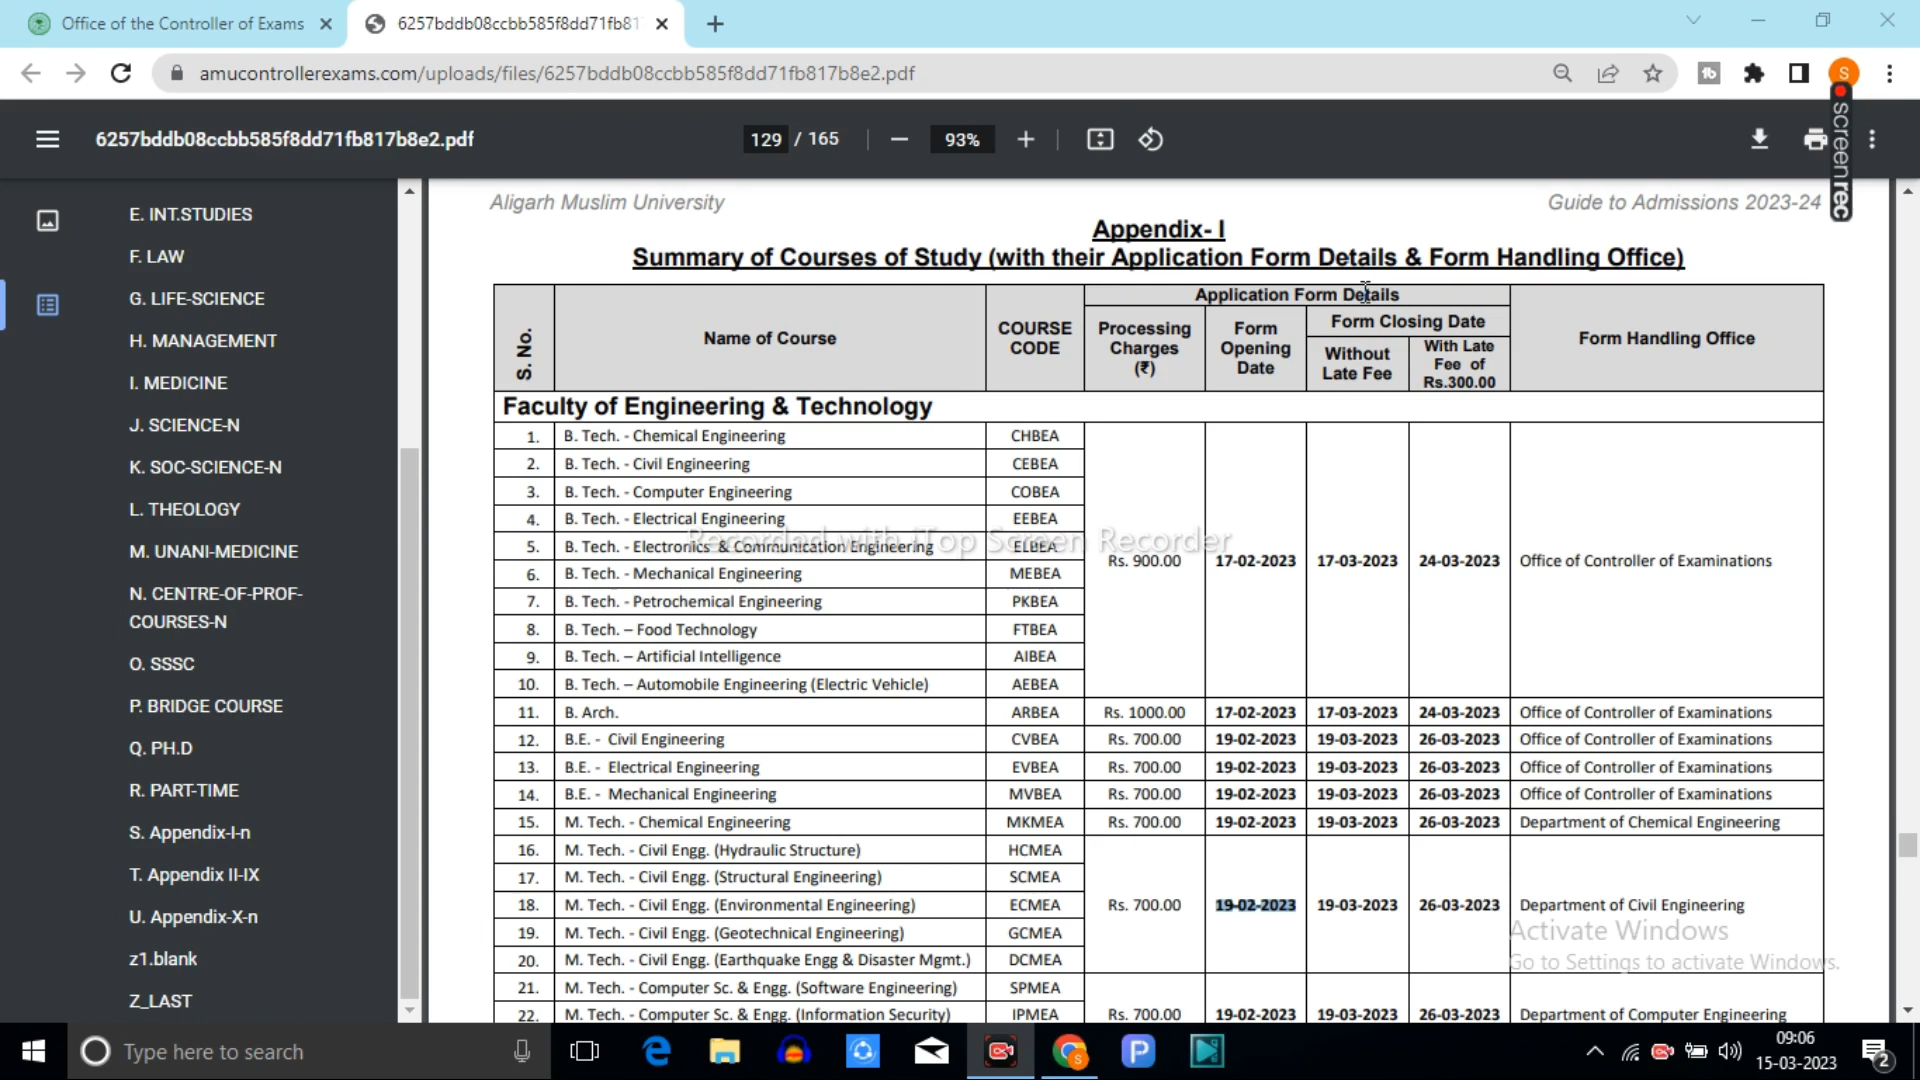 Office of the Controller of Exams
6257bddb08ccbb585f8dd71fb81
amucontrollerexams.com/uploads/files/6257bddb08ccbb585f8dd71fb817b8e2.pdf
S
6257bddb08ccbb585f8dd71fb817b8e2.pdf
129 / 165
93%
screenrec
E. INT.STUDIES
F. LAW
G. LIFE-SCIENCE
H. MANAGEMENT
I. MEDICINE
J. SCIENCE-N
K. SOC-SCIENCE-N
L. THEOLOGY
M. UNANI-MEDICINE
N. CENTRE-OF-PROF-
COURSES-N
O. SSSC
P. BRIDGE COURSE
Q. PH.D
R. PART-TIME
S. Appendix-I-n
T. Appendix II-IX
U. Appendix-X-n
z1.blank
Z_LAST
Aligarh Muslim University Guide to Admissions 2023-24
Appendix- I
Summary of Courses of Study (with their Application Form Details & Form Handling Office)
S. No. Name of Course COURSE CODE Application Form Details Form Handling Office
Processing Charges (₹) Form Opening Date Form Closing Date
Without Late Fee With Late Fee of Rs.300.00
Faculty of Engineering & Technology
1. B. Tech. - Chemical Engineering CHBEA
2. B. Tech. - Civil Engineering CEBEA
3. B. Tech. - Computer Engineering COBEA
4. B. Tech. - Electrical Engineering EEBEA
Recorded with iTop Screen Recorder
5. B. Tech. - Electronics & Communication Engineering ELBEA
Rs. 900.00 17-02-2023 17-03-2023 24-03-2023 Office of Controller of Examinations
6. B. Tech. - Mechanical Engineering MEBEA
7. B. Tech. - Petrochemical Engineering PKBEA
8. B. Tech. – Food Technology FTBEA
9. B. Tech. – Artificial Intelligence AIBEA
10. B. Tech. – Automobile Engineering (Electric Vehicle) AEBEA
11. B. Arch. ARBEA Rs. 1000.00 17-02-2023 17-03-2023 24-03-2023 Office of Controller of Examinations
12. B.E. - Civil Engineering CVBEA Rs. 700.00 19-02-2023 19-03-2023 26-03-2023 Office of Controller of Examinations
13. B.E. - Electrical Engineering EVBEA Rs. 700.00 19-02-2023 19-03-2023 26-03-2023 Office of Controller of Examinations
14. B.E. - Mechanical Engineering MVBEA Rs. 700.00 19-02-2023 19-03-2023 26-03-2023 Office of Controller of Examinations
15. M. Tech. - Chemical Engineering MKMEA Rs. 700.00 19-02-2023 19-03-2023 26-03-2023 Department of Chemical Engineering
16. M. Tech. - Civil Engg. (Hydraulic Structure) HCMEA
17. M. Tech. - Civil Engg. (Structural Engineering) SCMEA
18. M. Tech. - Civil Engg. (Environmental Engineering) ECMEA Rs. 700.00 19-02-2023 19-03-2023 26-03-2023 Department of Civil Engineering
19. M. Tech. - Civil Engg. (Geotechnical Engineering) GCMEA
20. M. Tech. - Civil Engg. (Earthquake Engg & Disaster Mgmt.) DCMEA
21. M. Tech. - Computer Sc. & Engg. (Software Engineering) SPMEA
22. M. Tech. - Computer Sc. & Engg. (Information Security) IPMEA Rs. 700.00 19-02-2023 19-03-2023 26-03-2023 Department of Computer Engineering
Activate Windows
Go to Settings to activate Windows.
Type here to search
09:06
15-03-2023
2